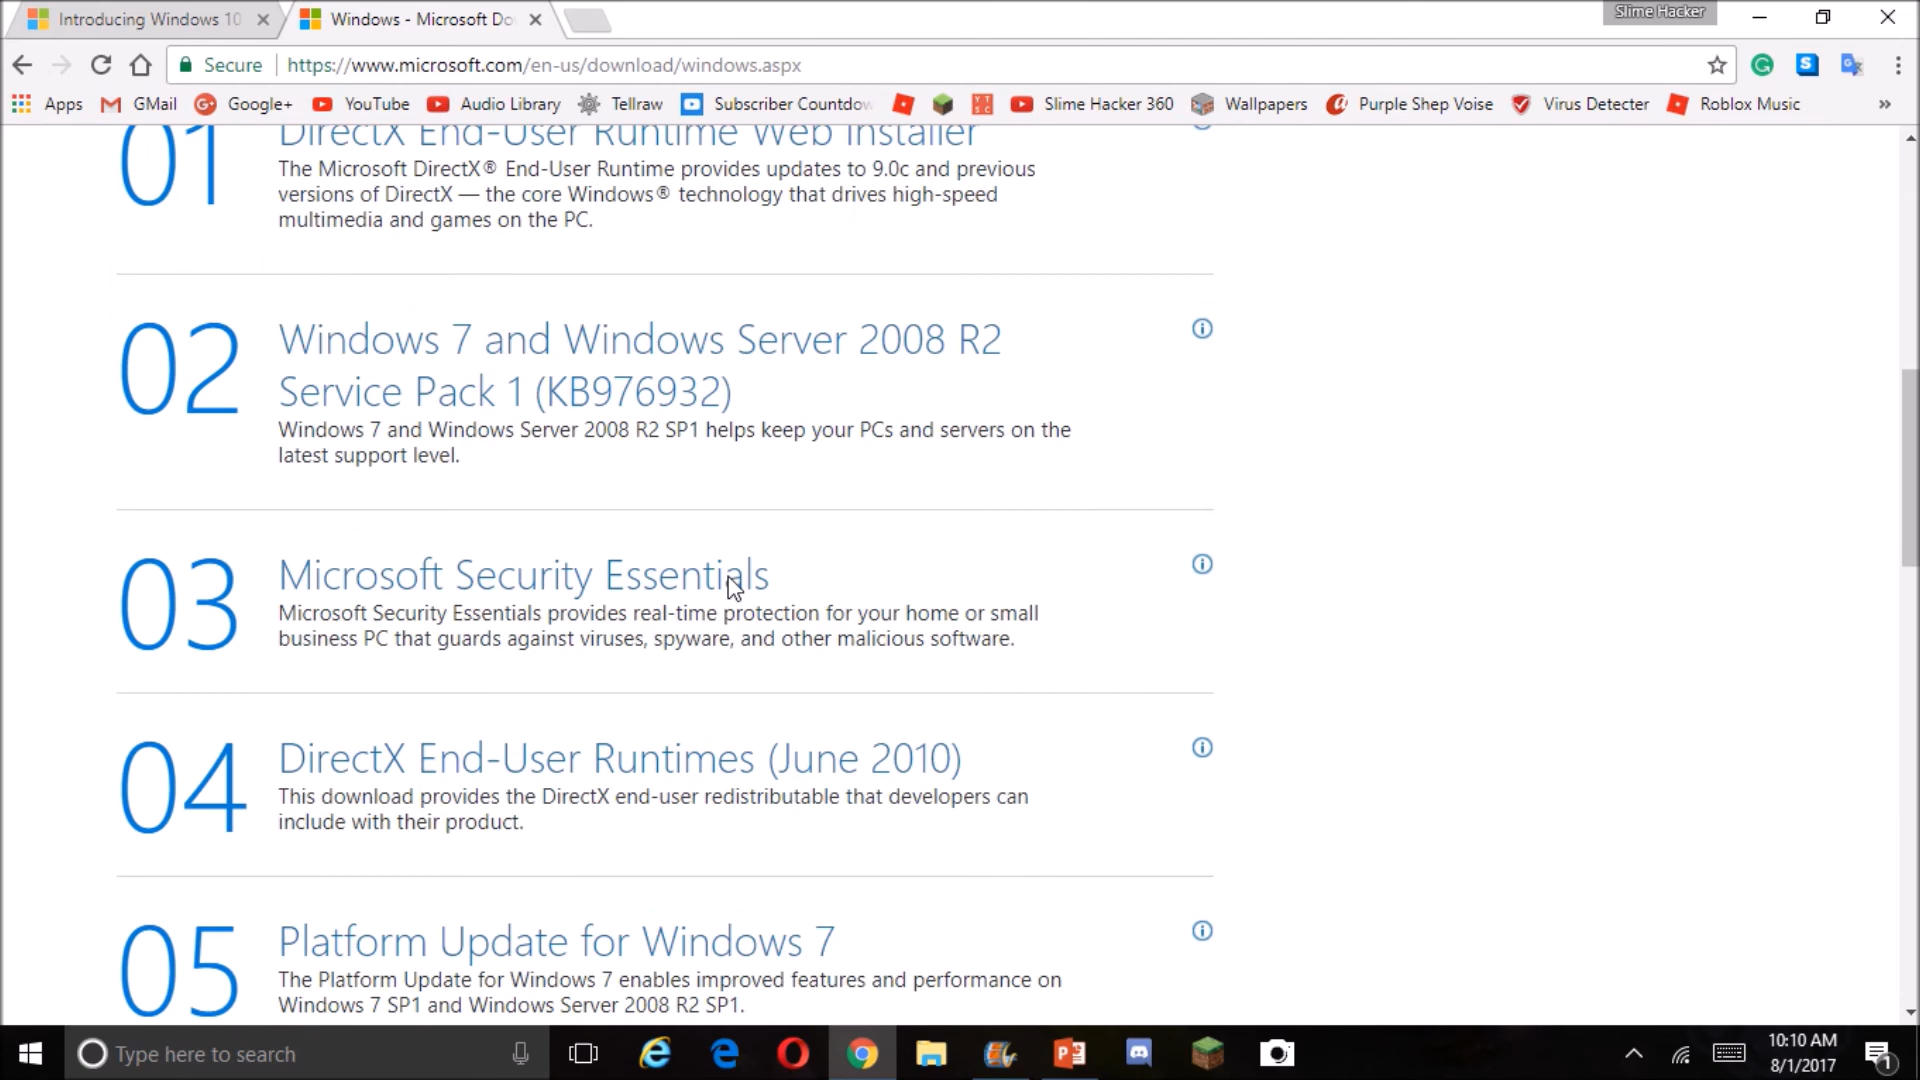 Introducing Windows 10
Windows - Microsoft Do
Slime Hacker
Secure
https://www.microsoft.com/en-us/download/windows.aspx
Apps
GMail
Google+
YouTube
Audio Library
Tellraw
Subscriber Countdow
Slime Hacker 360
Wallpapers
Purple Shep Voise
Virus Detecter
Roblox Music
»
01
DirectX End-User Runtime Web Installer
The Microsoft DirectX® End-User Runtime provides updates to 9.0c and previous
versions of DirectX — the core Windows® technology that drives high-speed
multimedia and games on the PC.
02
Windows 7 and Windows Server 2008 R2
Service Pack 1 (KB976932)
Windows 7 and Windows Server 2008 R2 SP1 helps keep your PCs and servers on the
latest support level.
03
Microsoft Security Essentials
Microsoft Security Essentials provides real-time protection for your home or small
business PC that guards against viruses, spyware, and other malicious software.
04
DirectX End-User Runtimes (June 2010)
This download provides the DirectX end-user redistributable that developers can
include with their product.
05
Platform Update for Windows 7
The Platform Update for Windows 7 enables improved features and performance on
Windows 7 SP1 and Windows Server 2008 R2 SP1.
Type here to search
10:10 AM
8/1/2017
1